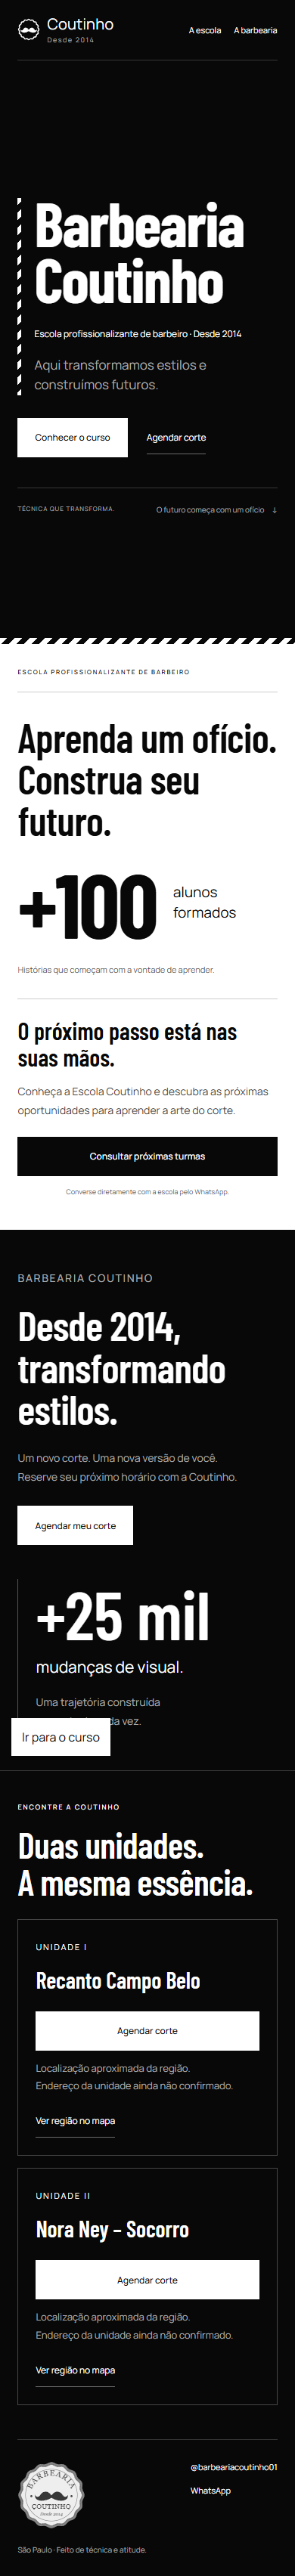 Coutinho
Desde 2014
A escola
A barbearia
Barbearia
Coutinho
Escola profissionalizante de barbeiro · Desde 2014
Aqui transformamos estilos e
construímos futuros.
Conhecer o curso
Agendar corte
TÉCNICA QUE TRANSFORMA.
O futuro começa com um ofício ↓
ESCOLA PROFISSIONALIZANTE DE BARBEIRO
Aprenda um ofício.
Construa seu
futuro.
+100
alunos
formados
Histórias que começam com a vontade de aprender.
O próximo passo está nas
suas mãos.
Conheça a Escola Coutinho e descubra as próximas
oportunidades para aprender a arte do corte.
Consultar próximas turmas
Converse diretamente com a escola pelo WhatsApp.
BARBEARIA COUTINHO
Desde 2014,
transformando
estilos.
Um novo corte. Uma nova versão de você.
Reserve seu próximo horário com a Coutinho.
Agendar meu corte
+25 mil
mudanças de visual.
Uma trajetória construída
da vez.
Ir para o curso
ENCONTRE A COUTINHO
Duas unidades.
A mesma essência.
UNIDADE I
Recanto Campo Belo
Agendar corte
Localização aproximada da região.
Endereço da unidade ainda não confirmado.
Ver região no mapa
UNIDADE II
Nora Ney – Socorro
Agendar corte
Localização aproximada da região.
Endereço da unidade ainda não confirmado.
Ver região no mapa
BARBEARIA
COUTINHO
Desde 2014
@barbeariacoutinho01
WhatsApp
São Paulo · Feito de técnica e atitude.